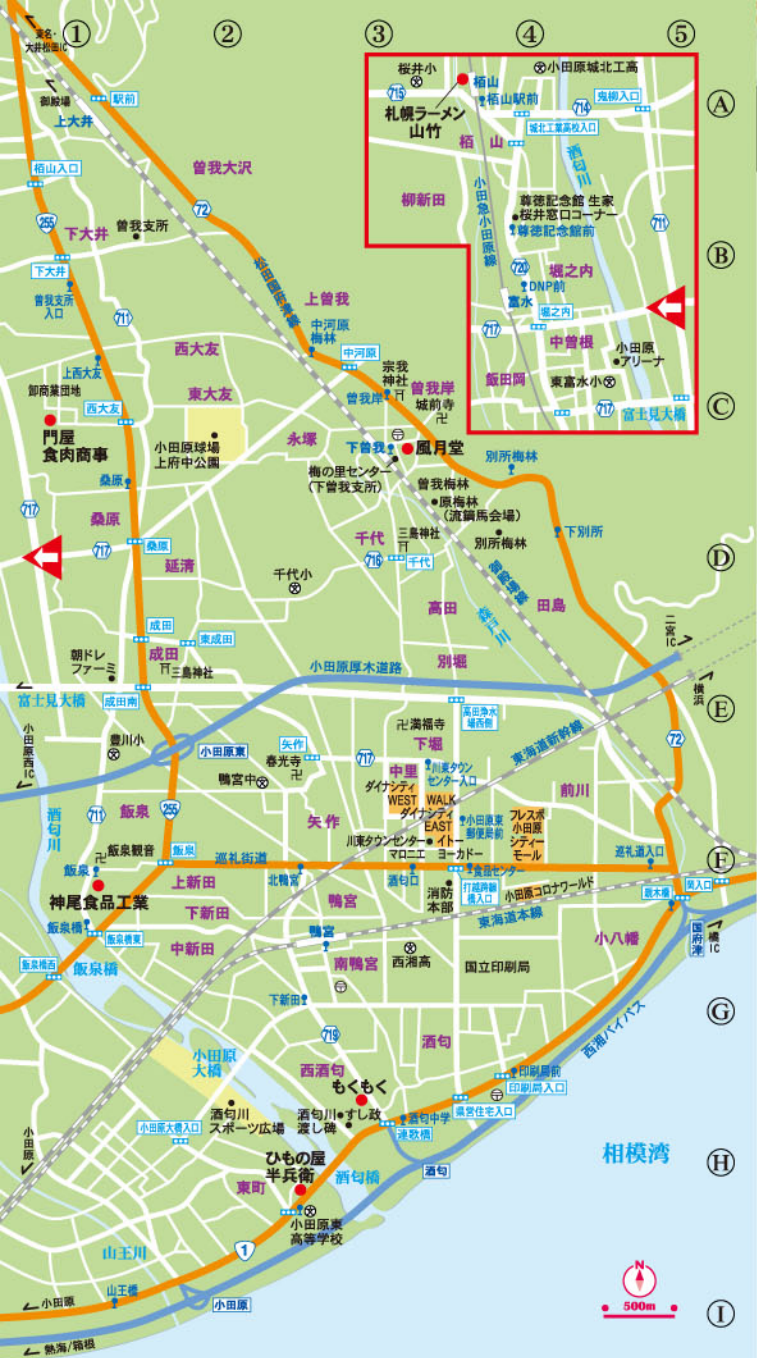 ①
②
③
④
⑤
Ⓐ
Ⓑ
Ⓒ
Ⓓ
Ⓔ
Ⓕ
Ⓖ
Ⓗ
Ⓘ
東名・
大井松田IC
御殿場
上大井
駅前
栢山入口
255
下大井
曽我支所
下大井
曽我支所
入口
711
曽我大沢
72
松田国府津線
上曽我
中河原
梅林
中河原
西大友
上西大友
卸商業団地
門屋
食肉商事
西大友
東大友
小田原球場
上府中公園
永塚
宗我
神社
曽我岸
曽我岸
城前寺
下曽我
風月堂
梅の里センター
(下曽我支所)
曽我梅林
原梅林
(流鏑馬会場)
別所梅林
別所梅林
下別所
桜井小
715
栢山
札幌ラーメン
山竹
栢山駅前
小田原城北工高
714
鬼柳入口
城北工業高校入口
栢山
酒匂川
柳新田
小田急小田原線
尊徳記念館 生家
桜井窓口コーナー
尊徳記念館前
711
720
堀之内
DNP前
富水
堀之内
717
中曽根
小田原
アリーナ
飯田岡
東富水小
717
富士見大橋
717
桑原
桑原
717
桑原
延清
千代小
千代
716
三島神社
千代
高田
森戸川
御殿場線
田島
別堀
二宮IC
横浜
成田
東成田
成田
三島神社
朝ドレ
ファーミ
富士見大橋
成田南
小田原厚木道路
高田浄水
場西側
小田原西IC
豊川小
小田原東
春光寺
矢作
717
満福寺
下堀
東海道新幹線
72
鴨宮中
中里
川東タウン
センター入口
ダイナシティ
WEST
WALK
ダイナシティ
EAST
イトー
ヨーカドー
川東タウンセンター
マロニエ
小田原東
郵便局前
フレスポ
小田原
シティー
モール
前川
酒匂川
711
飯泉
255
矢作
飯泉観音
飯泉
飯泉
巡礼街道
北鴨宮
酒匂口
食品センター
巡礼道入口
神尾食品工業
上新田
下新田
中新田
鴨宮
消防
本部
打越跨線
橋入口
小田原コロナワールド
親木橋
関入口
飯泉橋
飯泉橋東
飯泉橋西
飯泉橋
鴨宮
東海道本線
国府津
橘IC
小八幡
西湘高
国立印刷局
南鴨宮
下新田
719
小田原
大橋
酒匂
西湘バイパス
西酒匂
もくもく
印刷局前
印刷局入口
県営住宅入口
酒匂川
スポーツ広場
酒匂川
渡し碑
すし政
酒匂中学
連歌橋
小田原大橋入口
小田原
ひもの屋
半兵衛
酒匂橋
酒匂
相模湾
東町
小田原東
高等学校
山王川
1
山王橋
小田原
小田原
熱海/箱根
N
500m